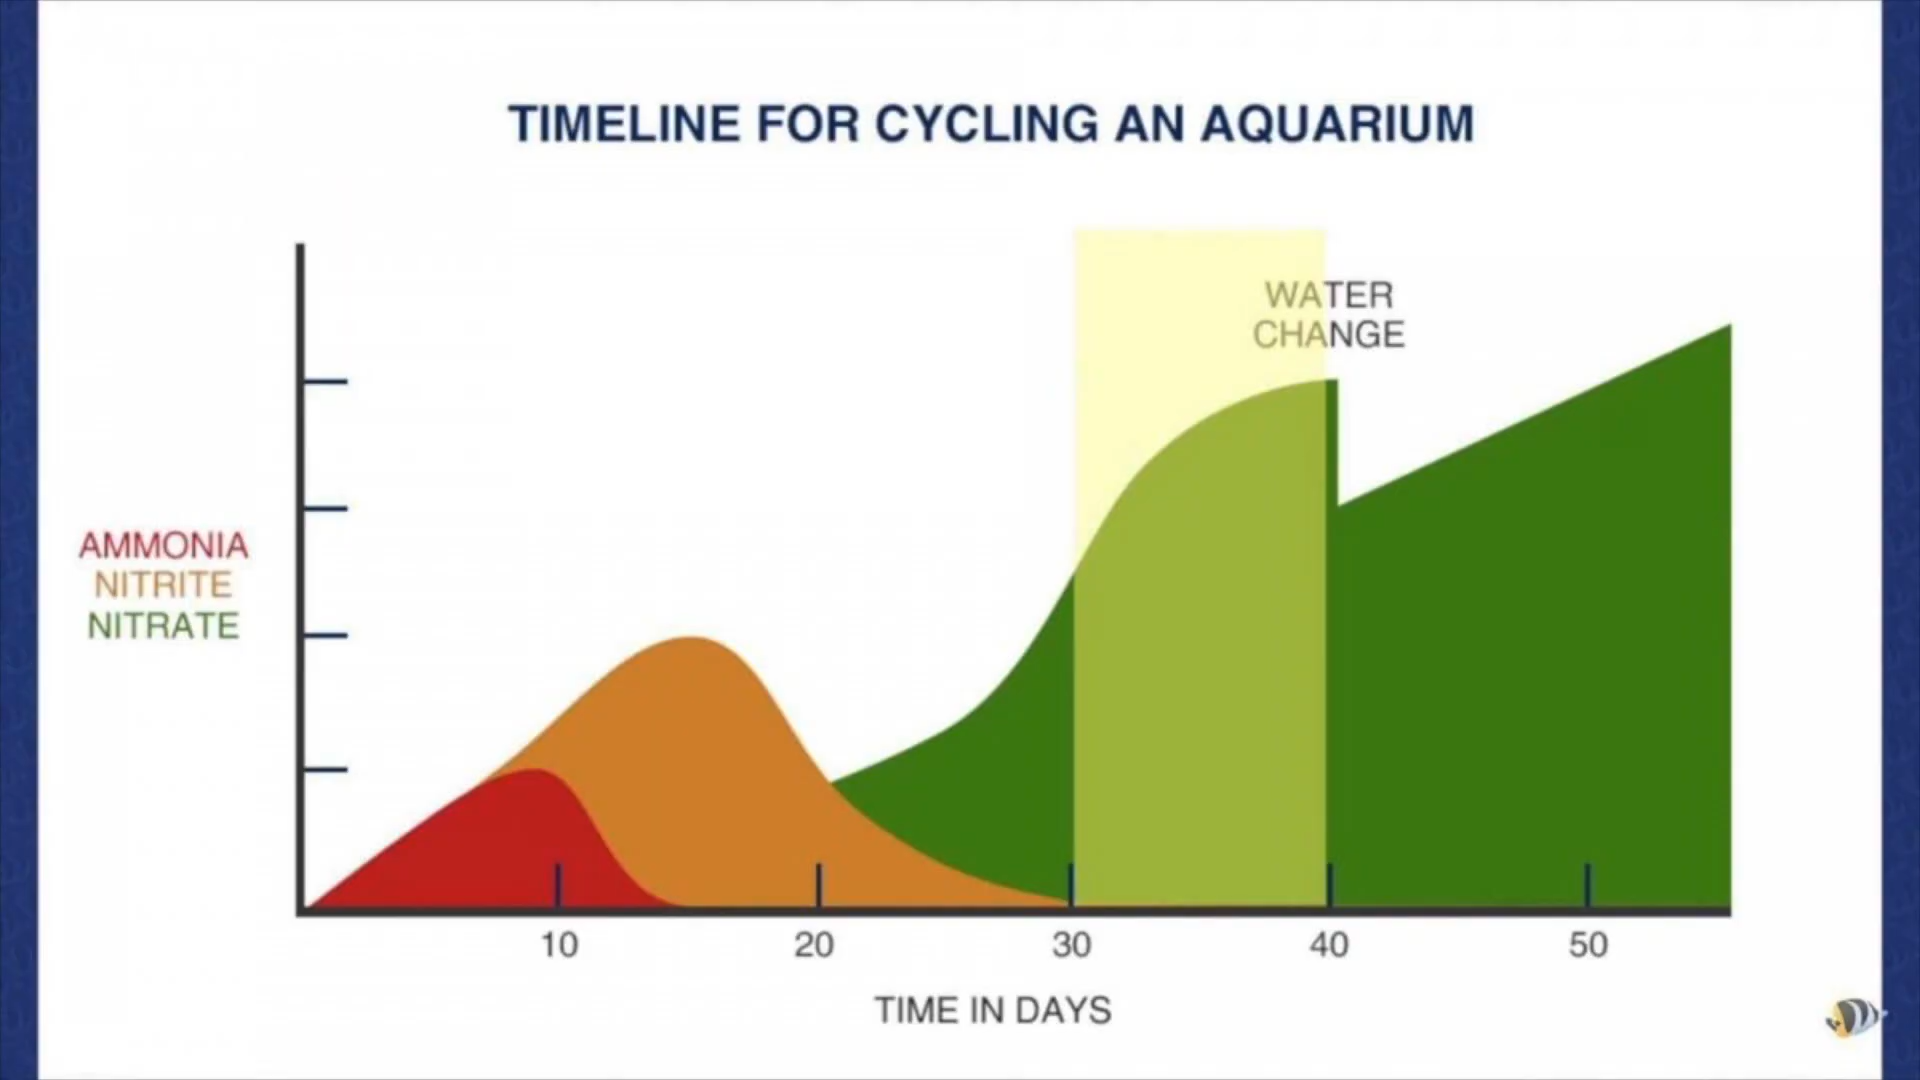 TIMELINE FOR CYCLING AN AQUARIUM
WATER
CHANGE
AMMONIA
NITRITE
NITRATE
10 20 30 40 50
TIME IN DAYS